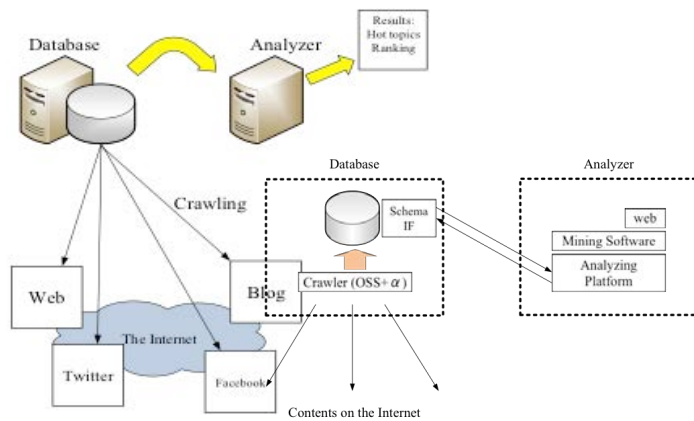 Results:
Hot topics
Ranking
Database
Analyzer
Crawling
Web
Blog
The Internet
Twitter
Facebook
Database
Schema
IF
Crawler (OSS+α)
Contents on the Internet
Analyzer
web
Mining Software
Analyzing
Platform